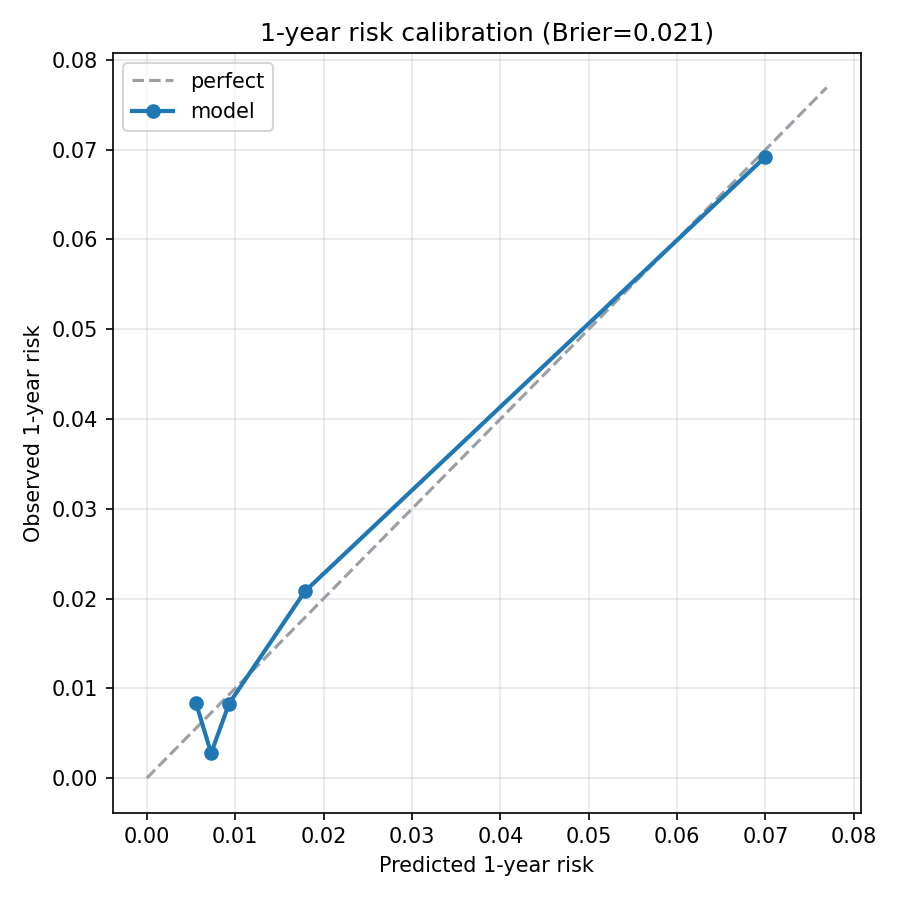 1-year risk calibration (Brier=0.021)
perfect
model
0.08
0.07
0.06
0.05
0.04
0.03
0.02
0.01
0.00
Observed 1-year risk
0.00 0.01 0.02 0.03 0.04 0.05 0.06 0.07 0.08
Predicted 1-year risk